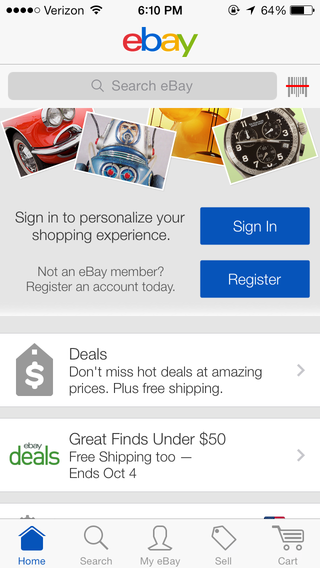 Verizon 6:10 PM 64%
ebay
Search eBay
Sign in to personalize your
shopping experience.
Sign In
Not an eBay member?
Register an account today.
Register
Deals
Don't miss hot deals at amazing
prices. Plus free shipping.
ebay
deals
Great Finds Under $50
Free Shipping too —
Ends Oct 4
Home Search My eBay Sell Cart